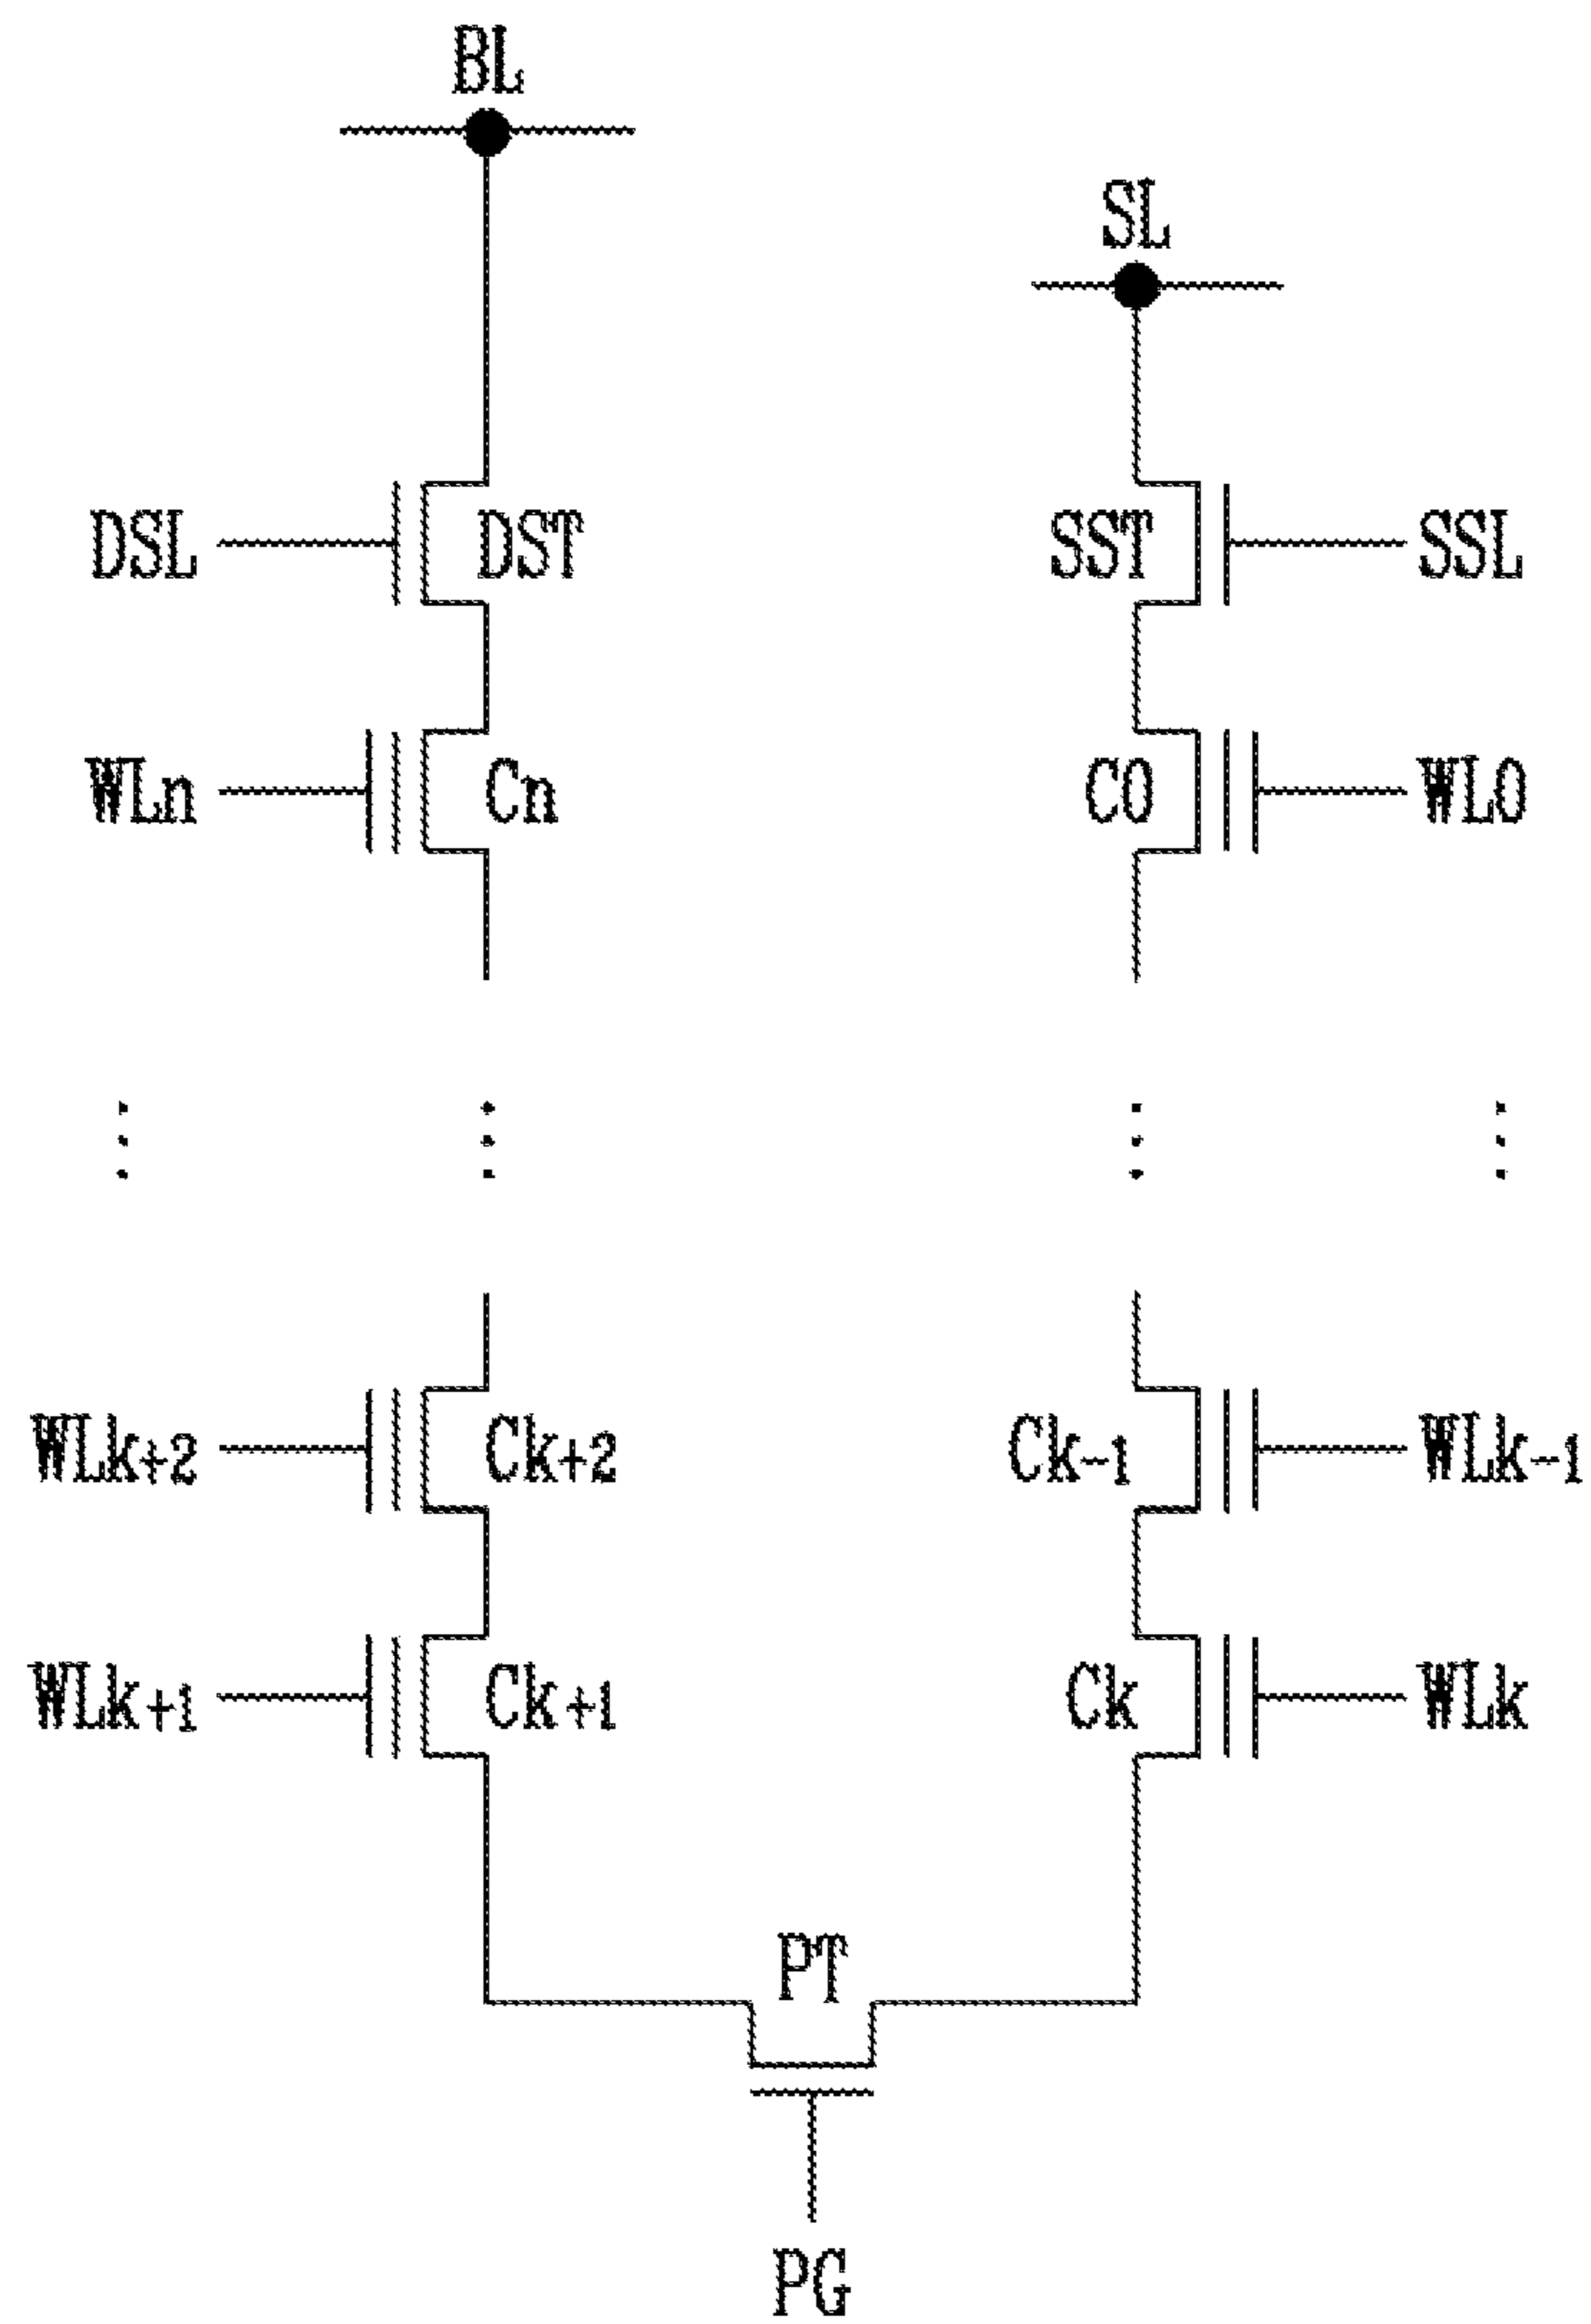 BL
SL
DSL DST SST SSL
WLn Cn C0 WL0
WLk+2 Ck+2 Ck-1 WLk-1
WLk+1 Ck+1 Ck WLk
PT
PG